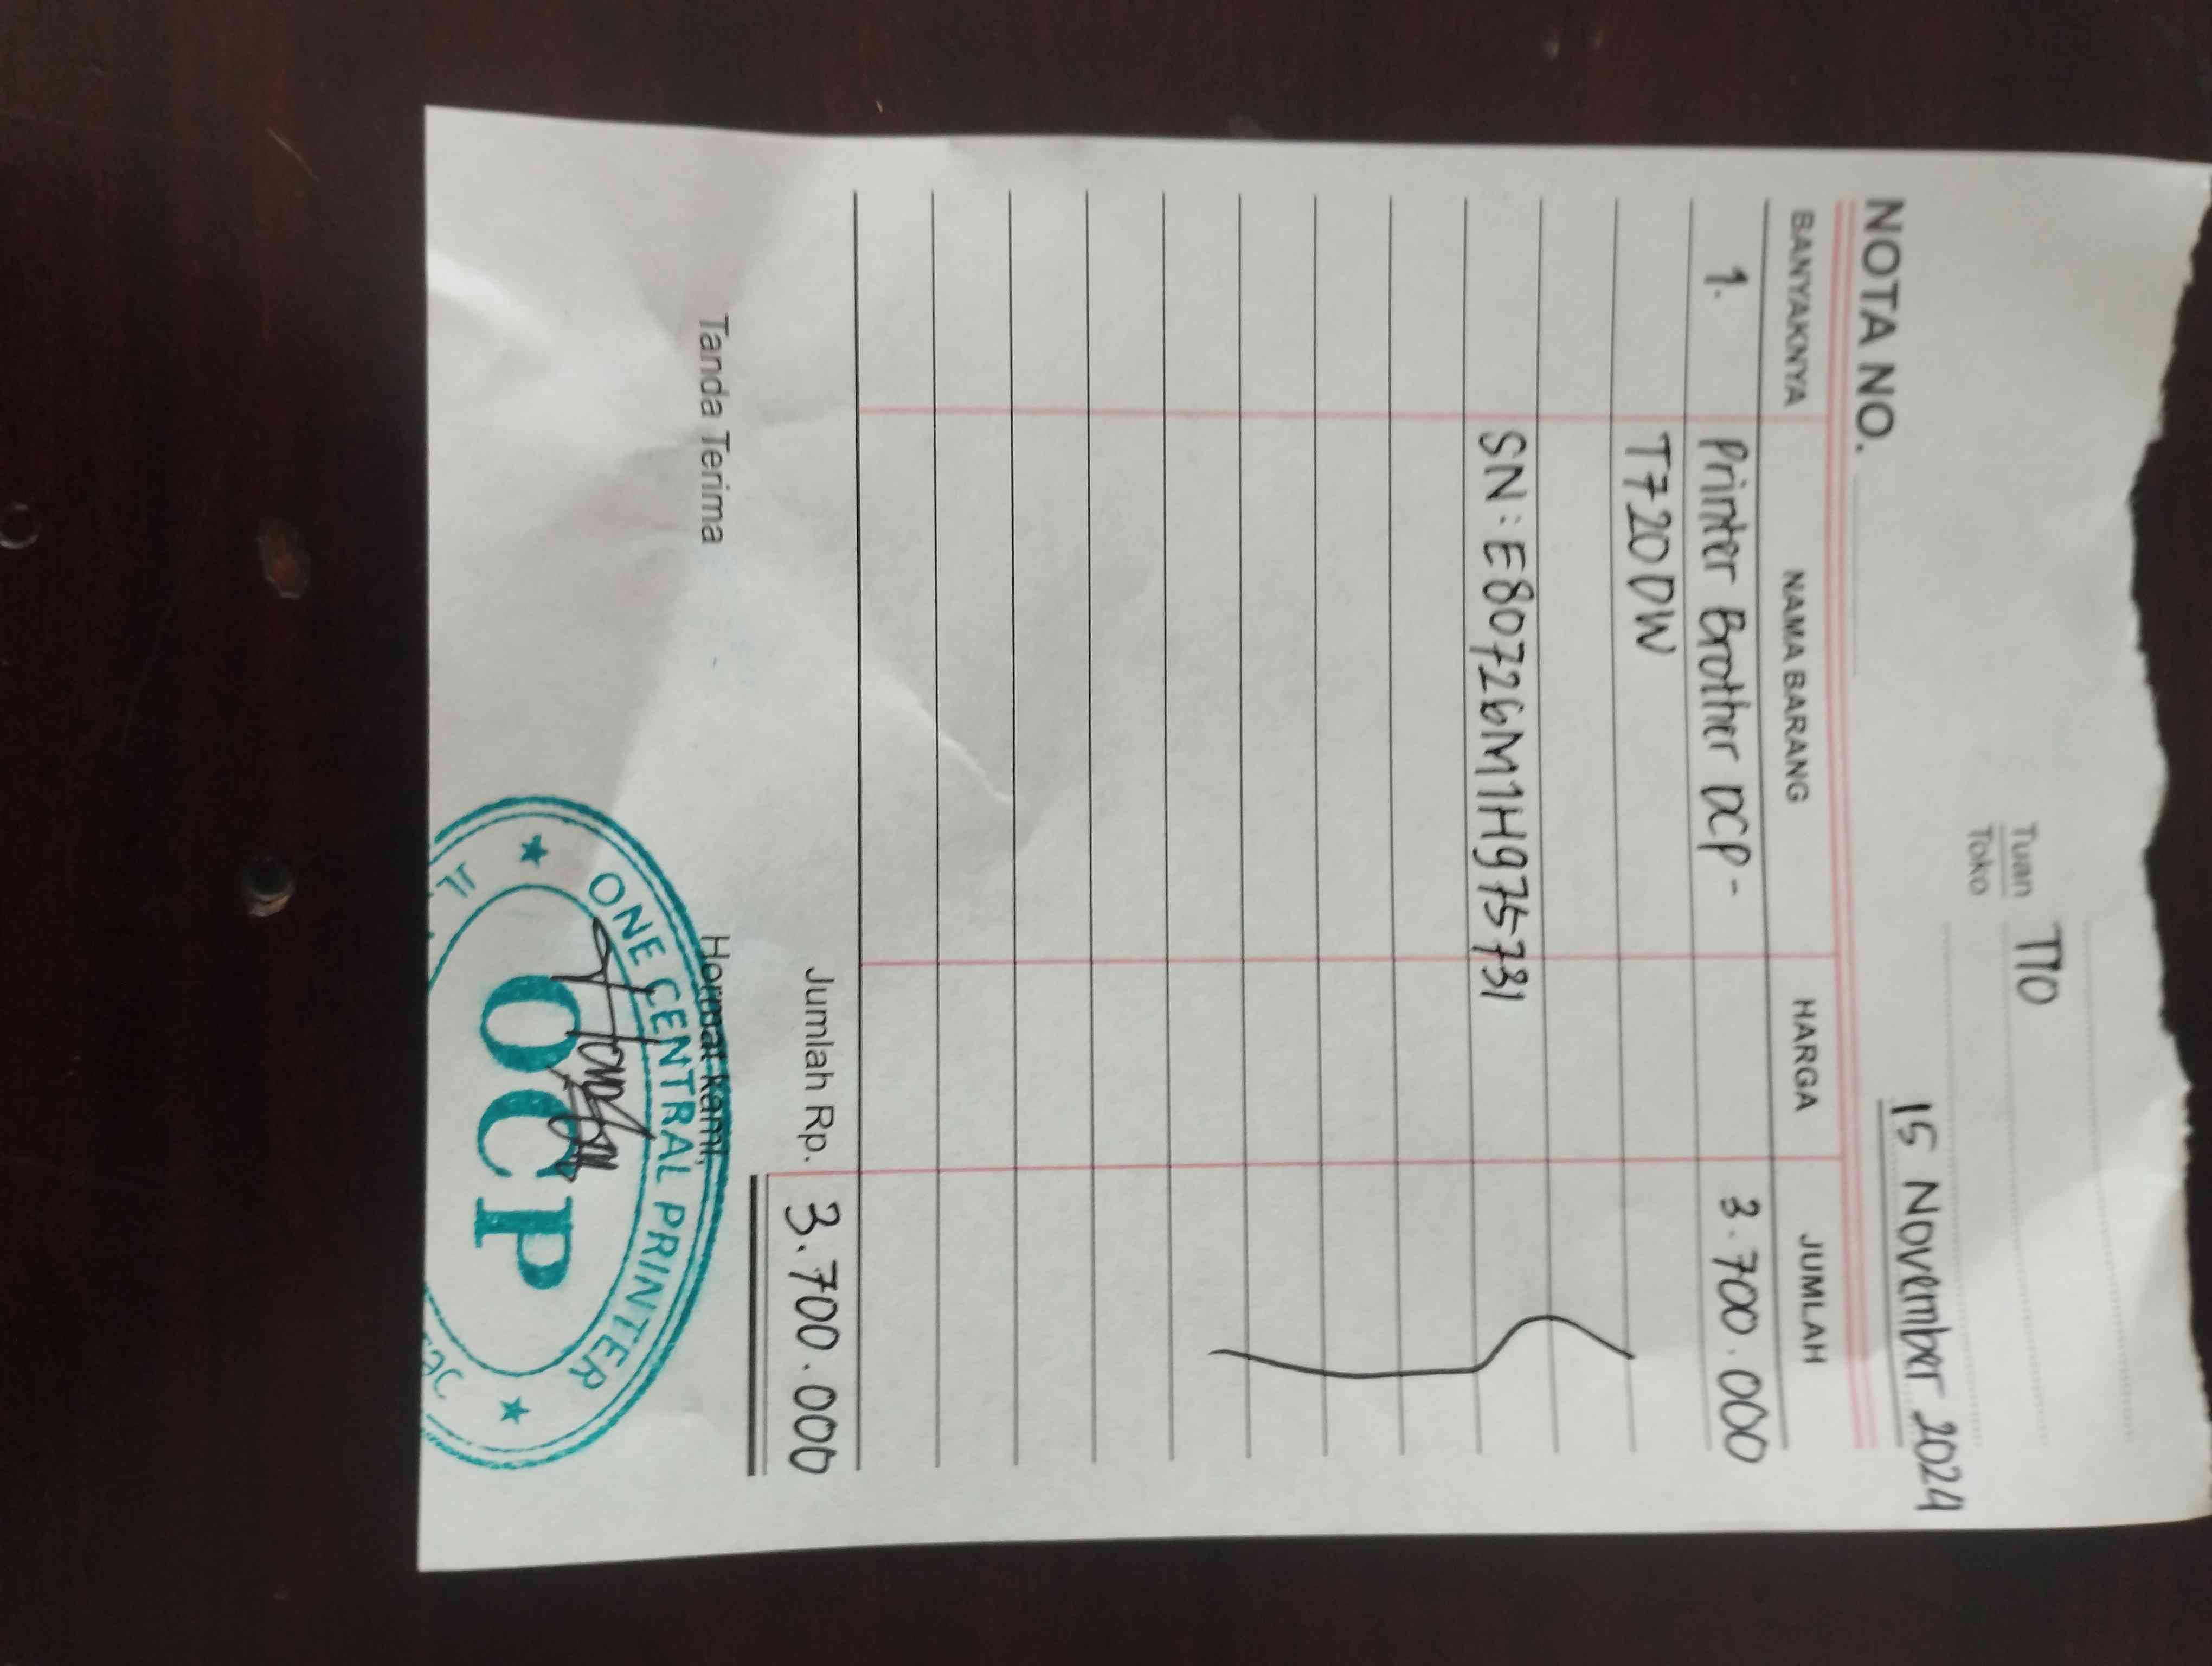 15 November 2024
Tuan TTO
Toko
NOTA NO.
BANYAKNYA NAMA BARANG HARGA JUMLAH
1. Printer Brother DCP- 3.700.000
T720DW
SN: E80726M1H975731
Jumlah Rp. 3.700.000
Tanda Terima Hormat kami,
ONE CENTRAL PRINTER
OCP